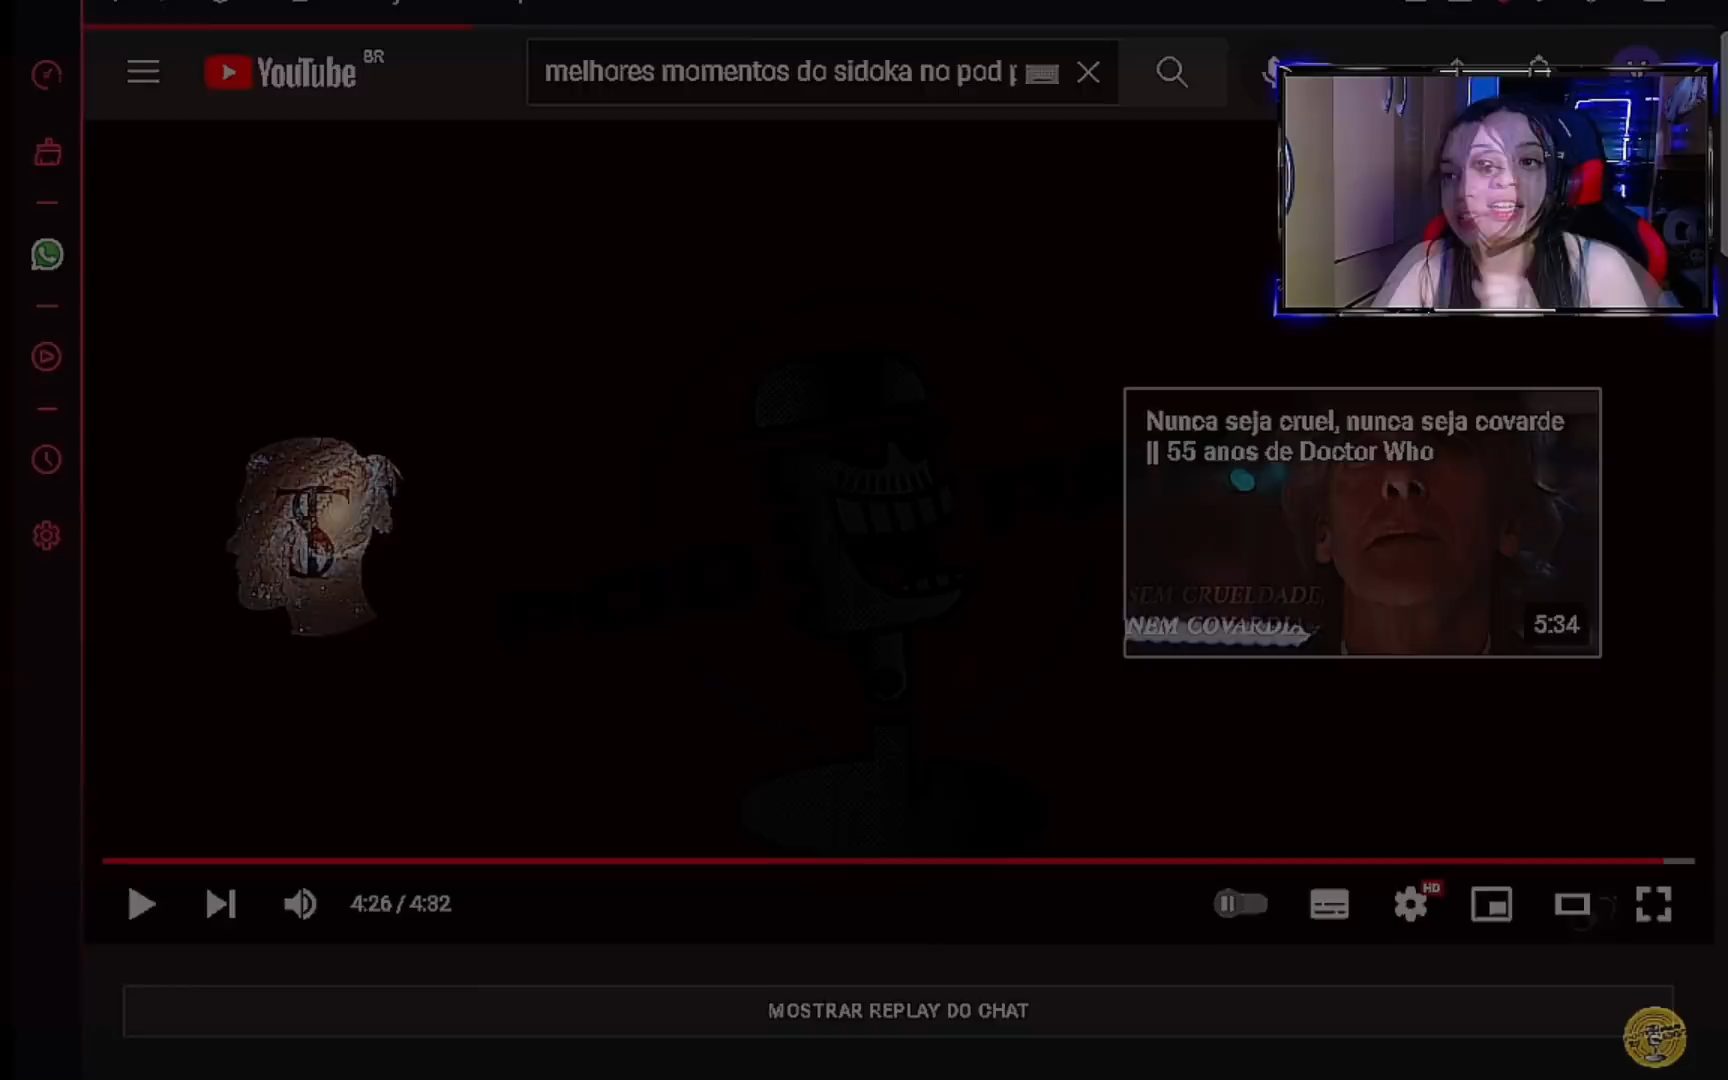 YouTube BR
melhores momentos do sidoka no pod p
Nunca seja cruel, nunca seja covarde
|| 55 anos de Doctor Who
SEM CRUELDADE,
NEM COVARDIA
5:34
4:26 / 4:32
HD
MOSTRAR REPLAY DO CHAT